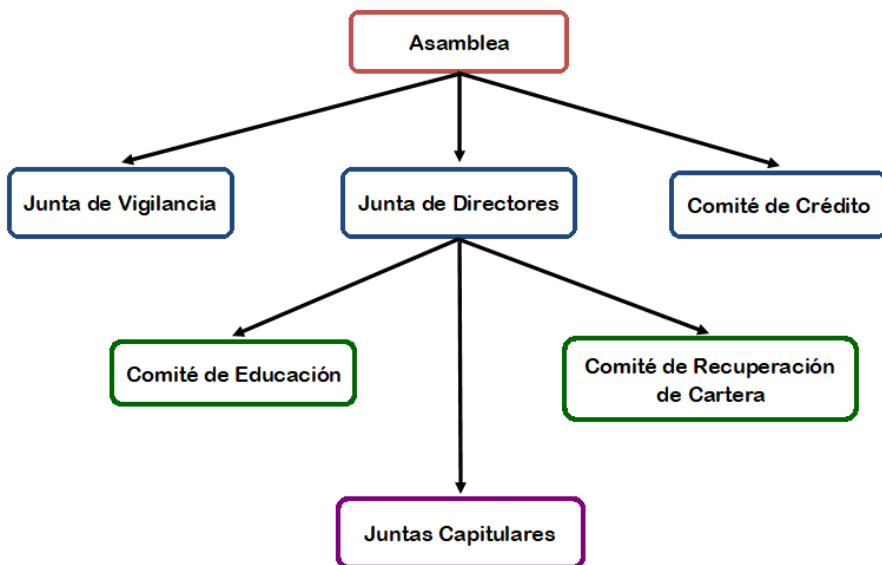 Asamblea
Junta de Vigilancia
Junta de Directores
Comité de Crédito
Comité de Educación
Comité de Recuperación
de Cartera
Juntas Capitulares